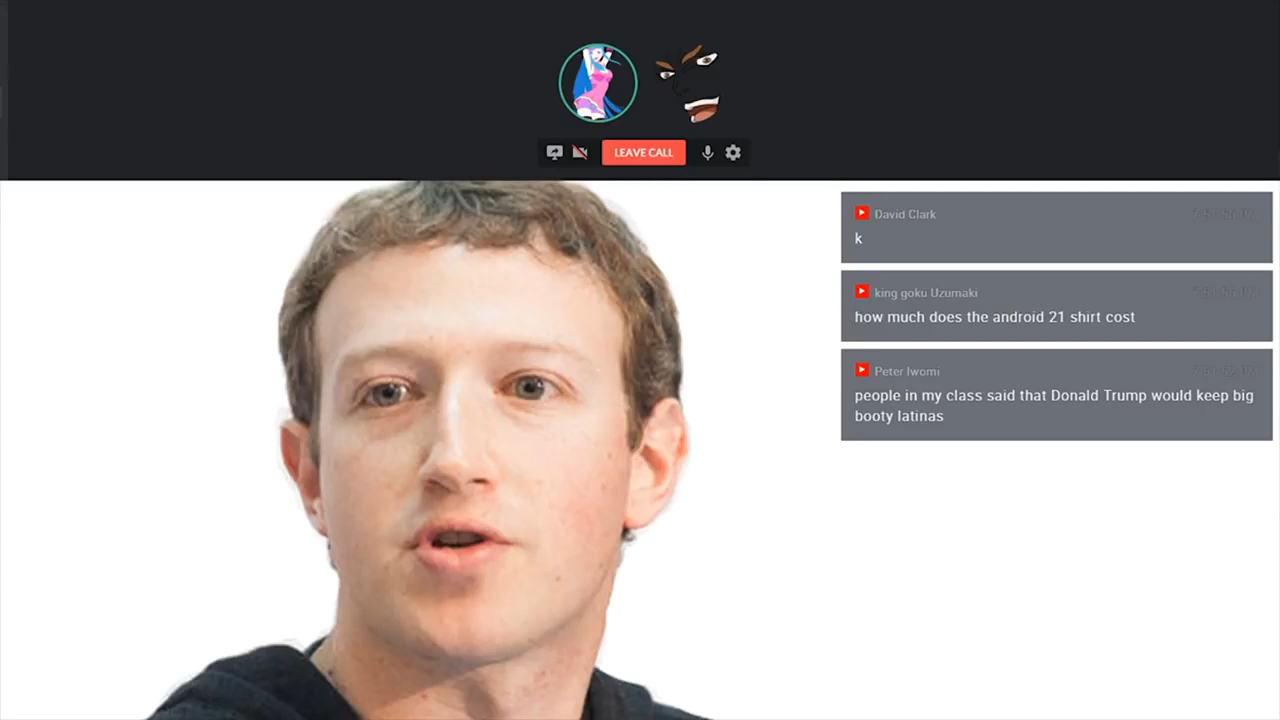 LEAVE CALL
David Clark
k
king goku Uzumaki
how much does the android 21 shirt cost
Peter Iwomi
people in my class said that Donald Trump would keep big
booty latinas